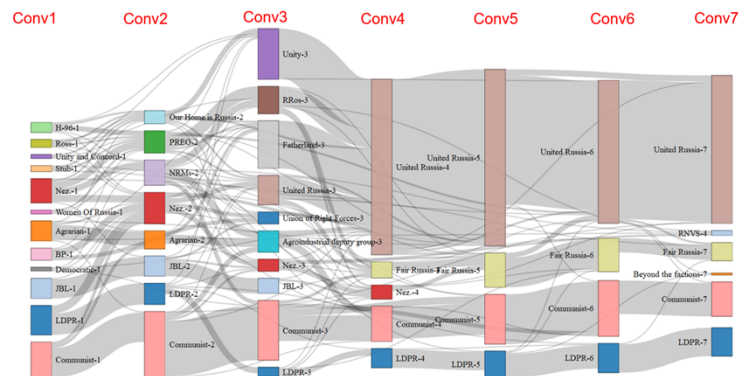 Conv1
Conv2
Conv3
Conv4
Conv5
Conv6
Conv7
H-96-1
Ross-1
Unity and Concord-1
Stub-1
Nez.-1
Women Of Russia-1
Agrarian-1
BP-1
Democratic-1
JBL-1
LDPR-1
Communist-1
Our Home is Russia-2
PREG-2
NRMs-2
Nez.-2
Agrarian-2
JBL-2
LDPR-2
Communist-2
Unity-3
RRos-3
Fatherland-3
United Russia-3
Union of Right Forces-3
Agroindustrial deputy group-3
Nez.-3
JBL-3
Communist-3
LDPR-3
United Russia-4
Fair Russia-4
Nez.-4
Communist-4
LDPR-4
United Russia-5
Fair Russia-5
Communist-5
LDPR-5
United Russia-6
Fair Russia-6
Communist-6
LDPR-6
United Russia-7
RNVS-4
Fair Russia-7
Beyond the factions-7
Communist-7
LDPR-7